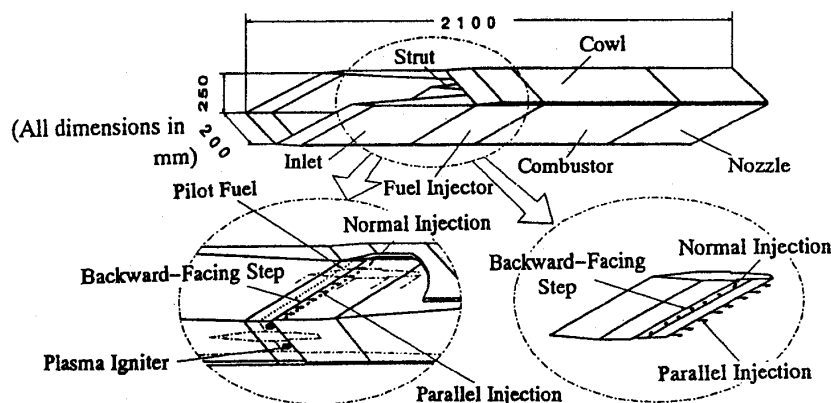 2100
Strut
Cowl
250
200
(All dimensions in
mm)
Inlet
Fuel Injector
Combustor
Nozzle
Pilot Fuel
Normal Injection
Backward-Facing
Step
Plasma Igniter
Parallel Injection
Normal Injection
Backward-Facing
Step
Parallel Injection